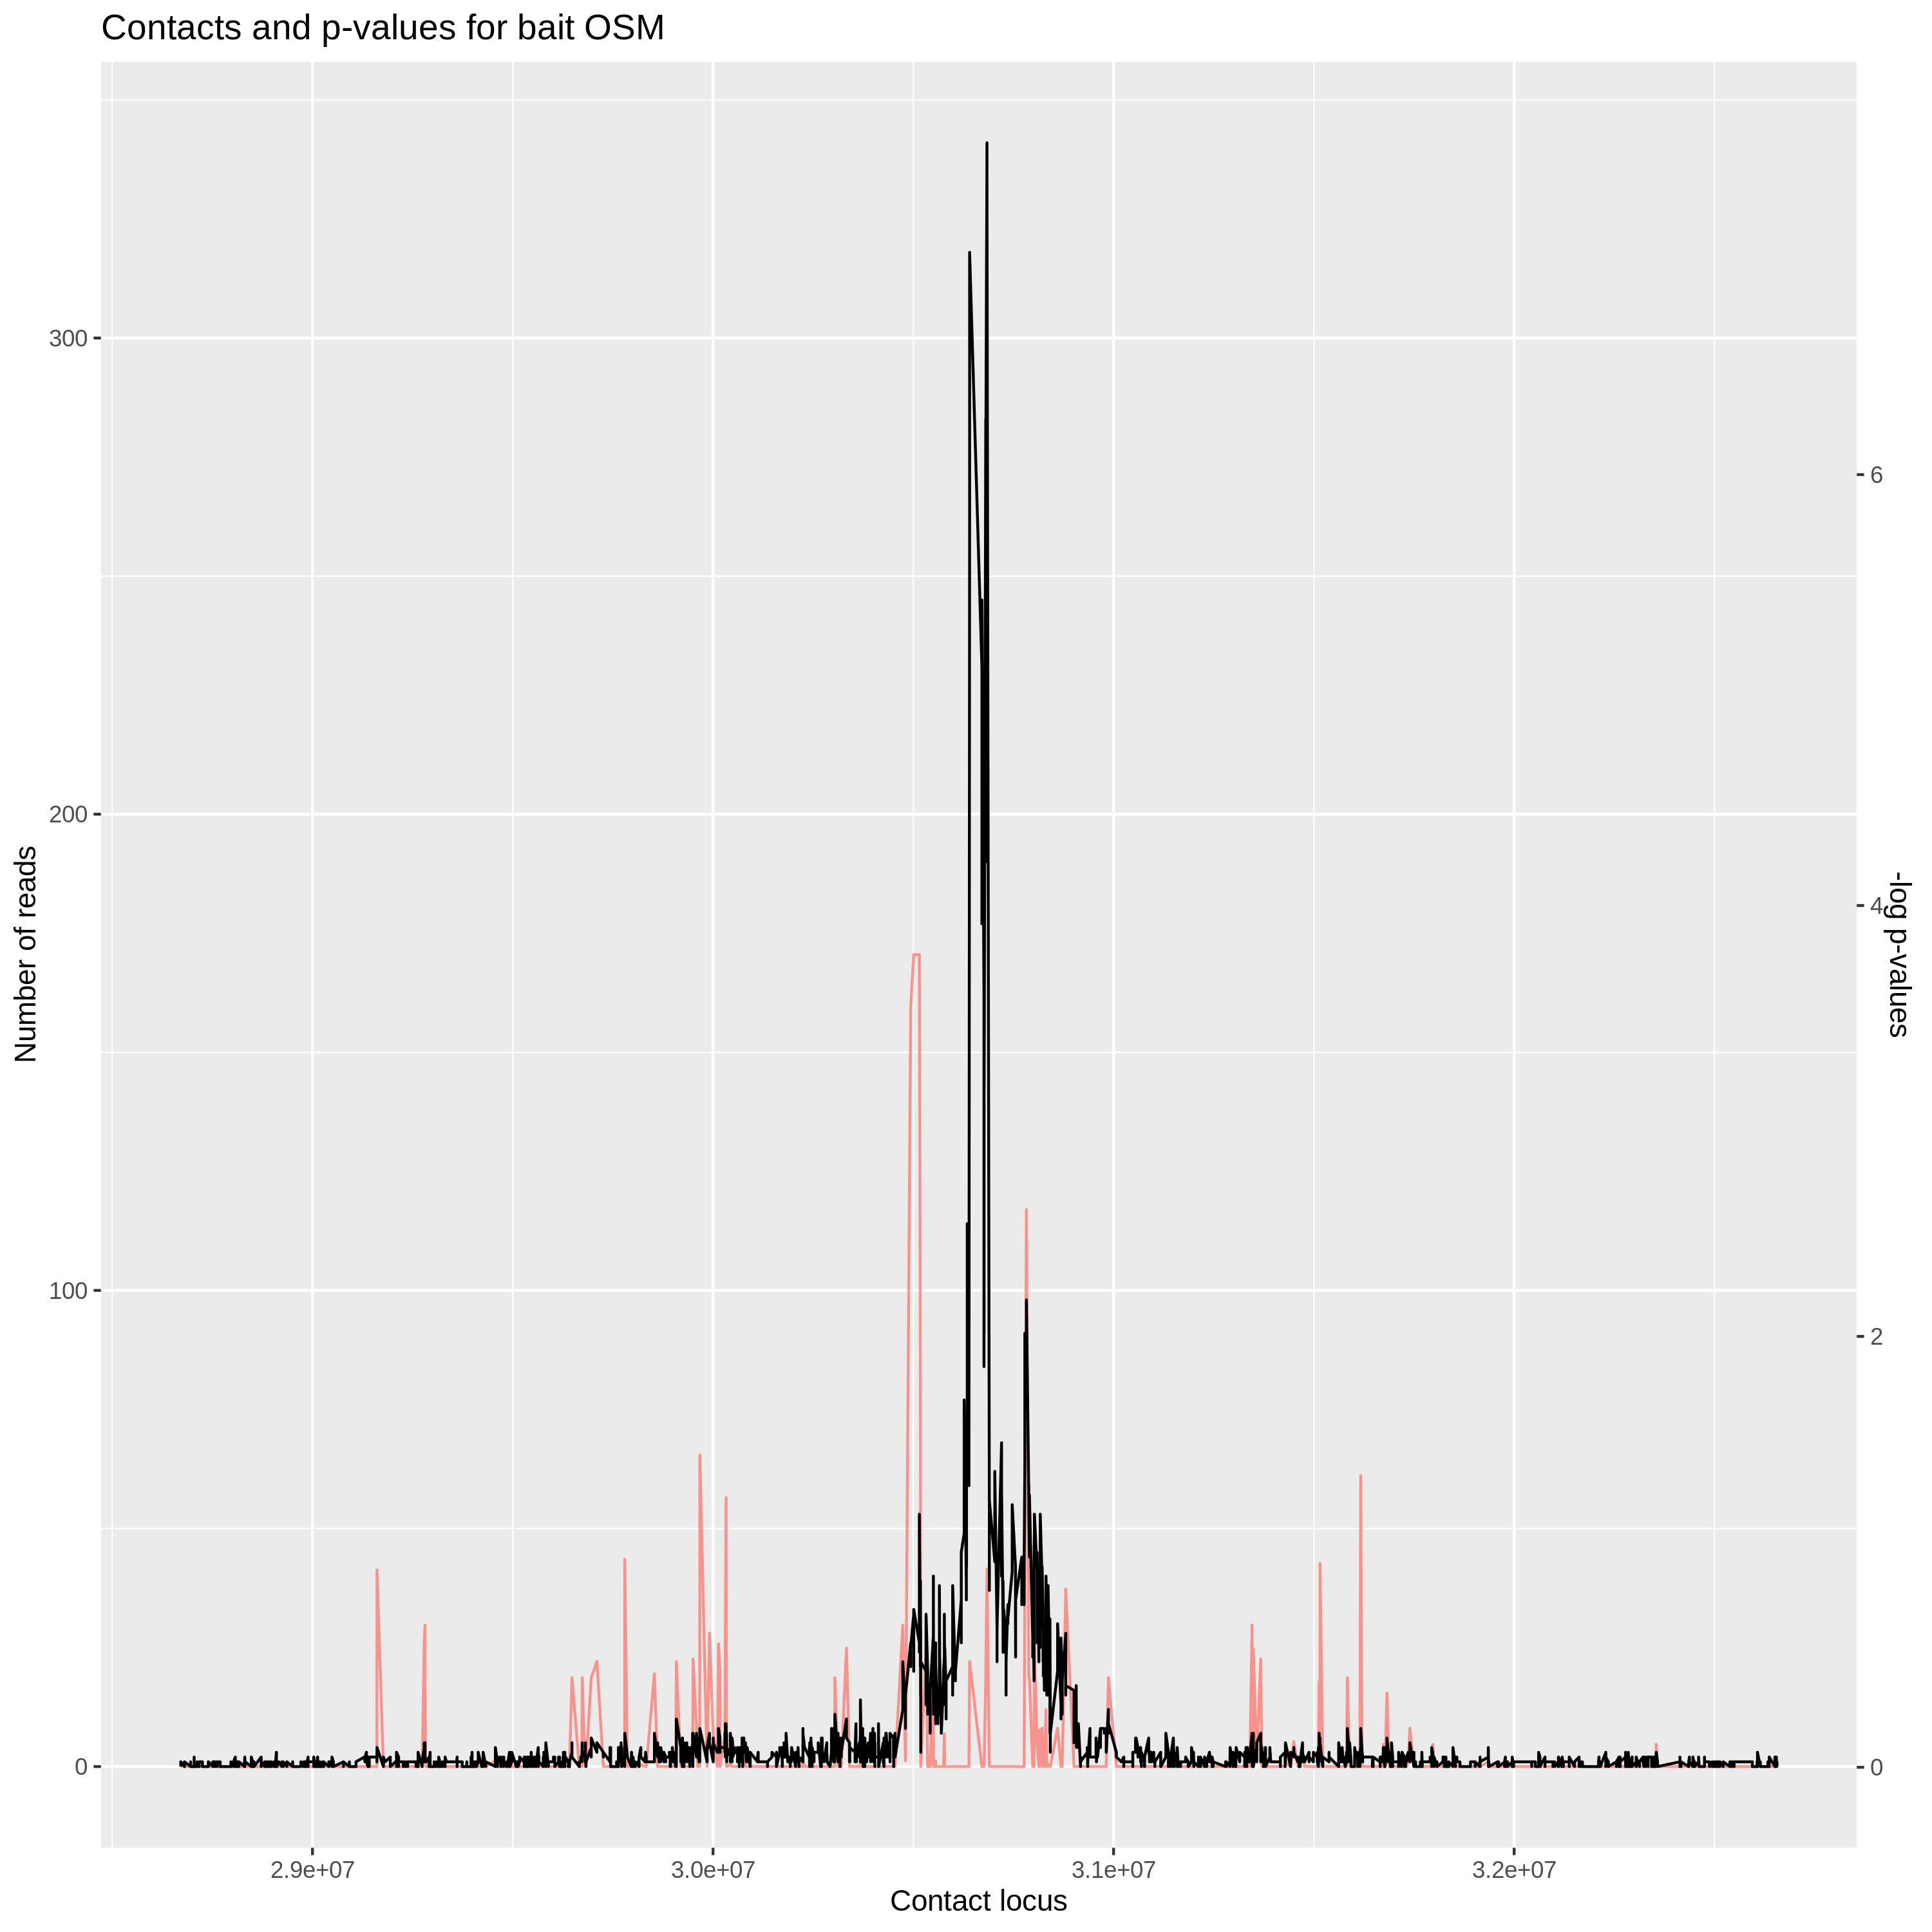 Contacts and p-values for bait OSM
Number of reads
300
200
100
0
6
4
2
0
-log p-values
2.9e+07
3.0e+07
3.1e+07
3.2e+07
Contact locus